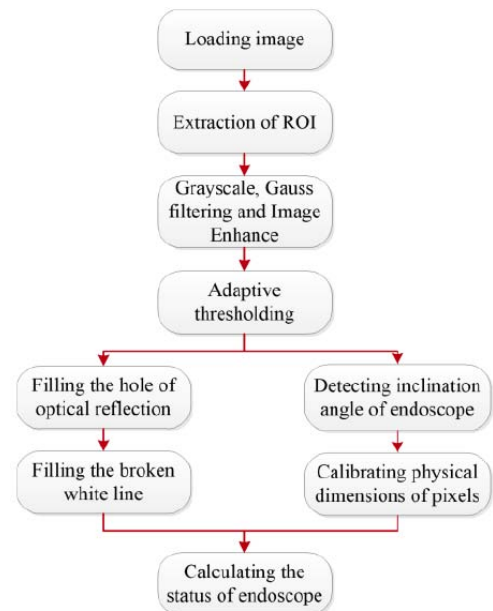 Loading image
Extraction of ROI
Grayscale, Gauss
filtering and Image
Enhance
Adaptive
thresholding
Filling the hole of
optical reflection
Detecting inclination
angle of endoscope
Filling the broken
white line
Calibrating physical
dimensions of pixels
Calculating the
status of endoscope